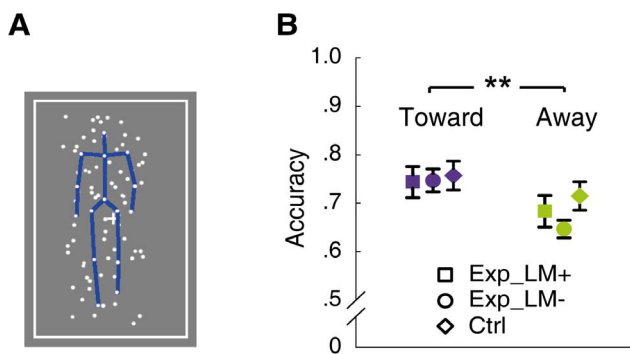 A
B
1.0
**
.9
Toward Away
.8
.7
Accuracy
.6
Exp_LM+
.5
Exp_LM-
Ctrl
0